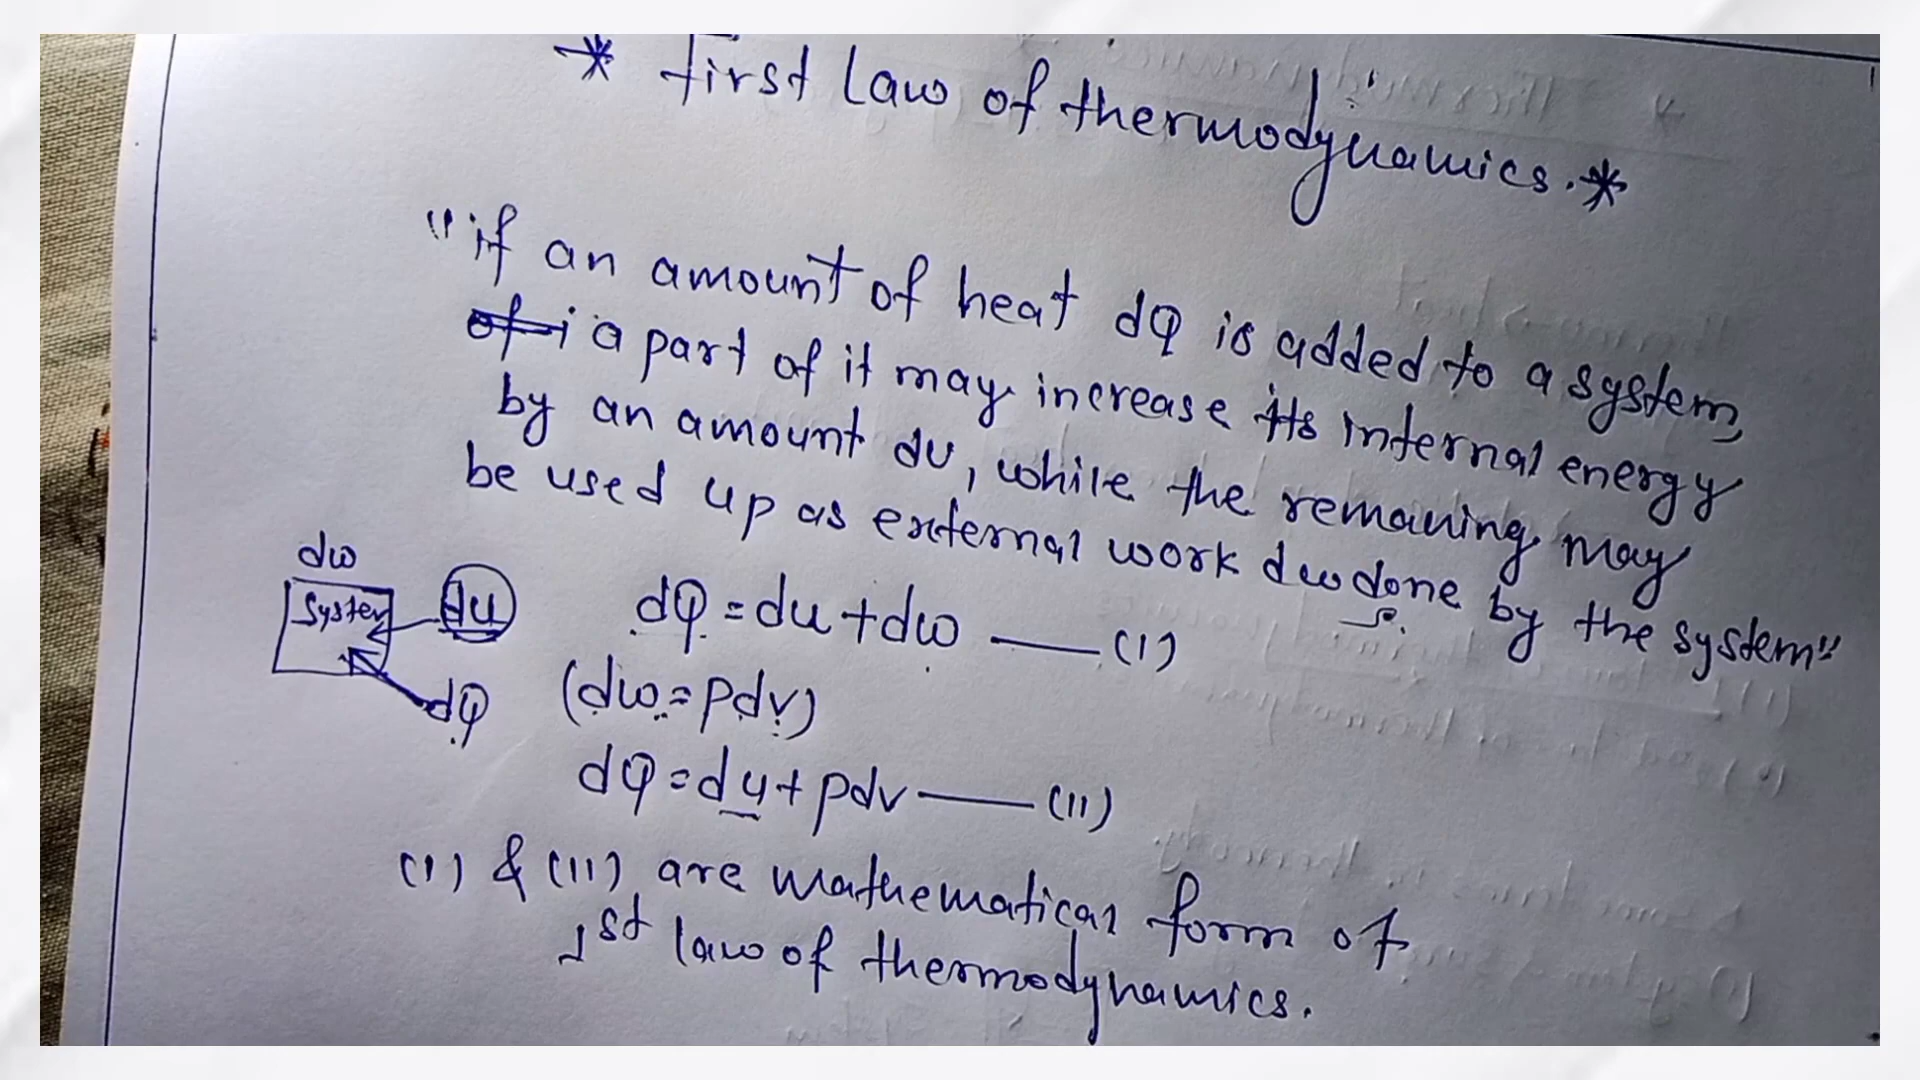 * First Law of thermodynamics. *
"if an amount of heat dQ is added to a system,
a part of it may increase its internal energy
by an amount du, while the remaining may
be used up as external work dw done by the system"
dw
System
du
dQ
dQ = du + dw —— (I)
(dw = pdv)
dQ = du + pdv —— (II)
(I) & (II) are mathematical form of
1st law of thermodynamics.